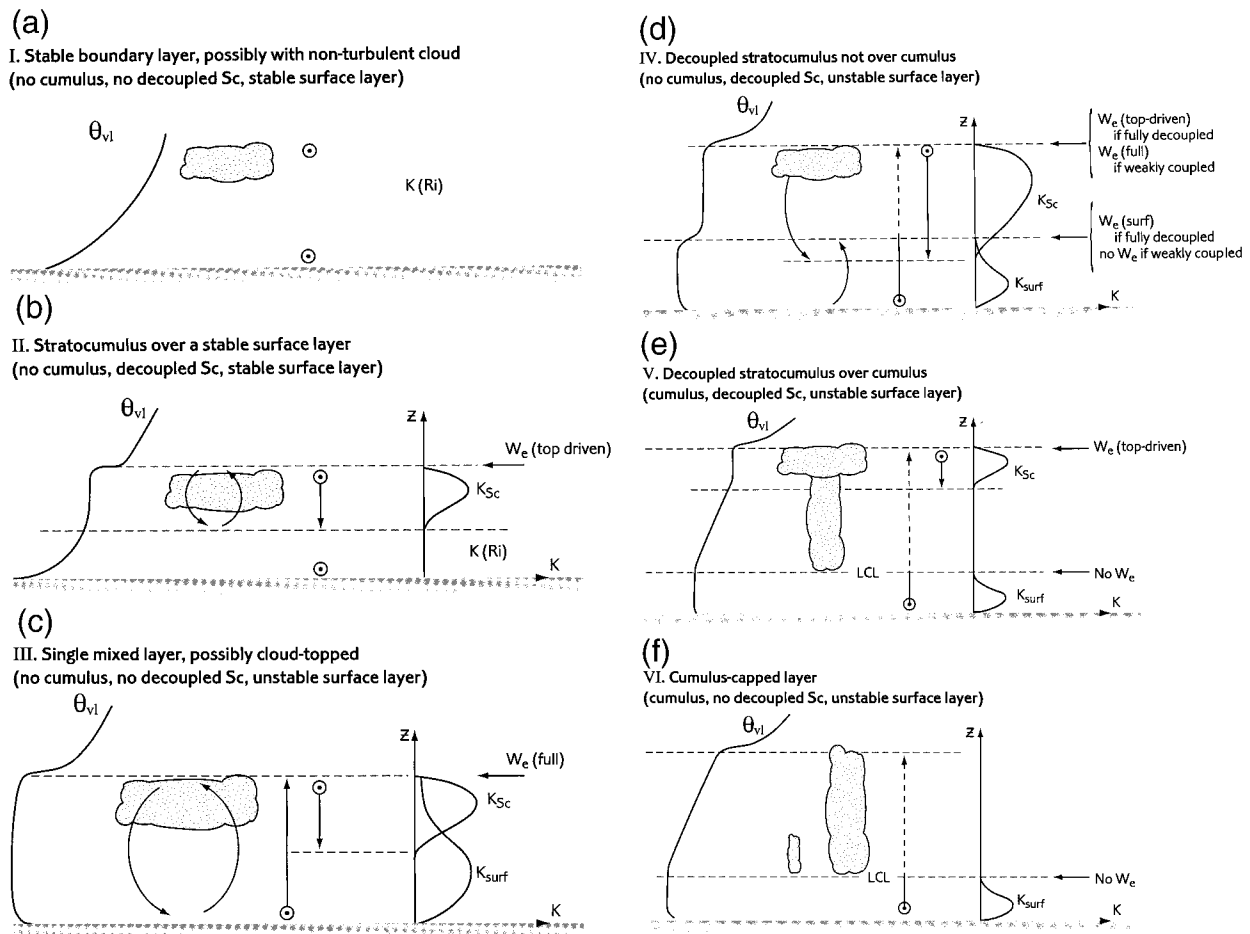 (a)
I. Stable boundary layer, possibly with non-turbulent cloud
(no cumulus, no decoupled Sc, stable surface layer)
θvl
K (Ri)
(b)
II. Stratocumulus over a stable surface layer
(no cumulus, decoupled Sc, stable surface layer)
θvl
z
We (top driven)
KSc
K (Ri)
K
(c)
III. Single mixed layer, possibly cloud-topped
(no cumulus, no decoupled Sc, unstable surface layer)
θvl
z
We (full)
KSc
Ksurf
K
(d)
IV. Decoupled stratocumulus not over cumulus
(no cumulus, decoupled Sc, unstable surface layer)
θvl
z
We (top-driven)
if fully decoupled
We (full)
if weakly coupled
KSc
We (surf)
if fully decoupled
no We if weakly coupled
Ksurf
K
(e)
V. Decoupled stratocumulus over cumulus
(cumulus, decoupled Sc, unstable surface layer)
θvl
z
We (top-driven)
KSc
LCL
No We
Ksurf
K
(f)
VI. Cumulus-capped layer
(cumulus, no decoupled Sc, unstable surface layer)
θvl
z
LCL
No We
Ksurf
K